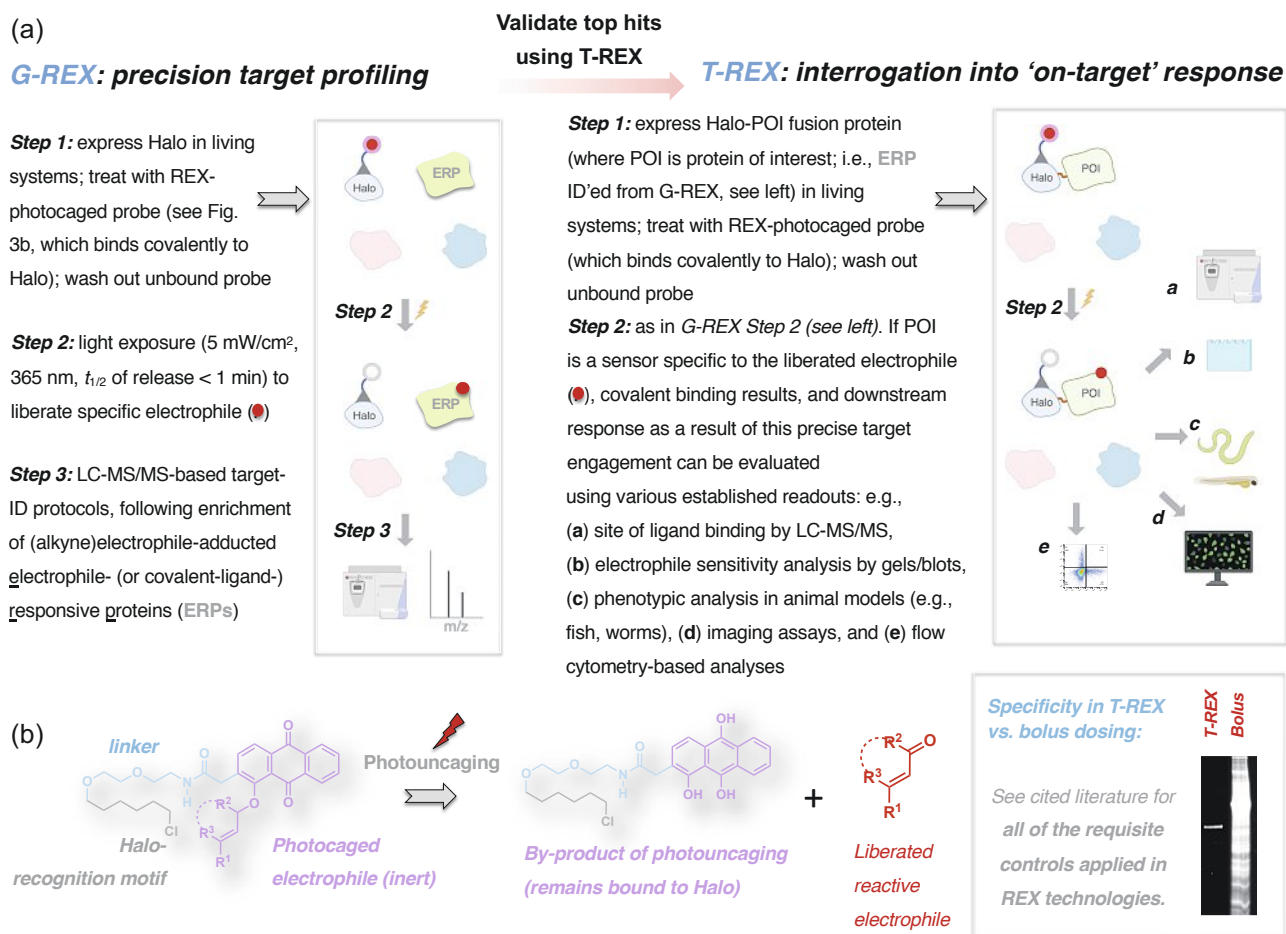 (a)
Validate top hits
using T-REX
G-REX: precision target profiling
T-REX: interrogation into ‘on-target’ response
Step 1: express Halo in living
systems; treat with REX-
photocaged probe (see Fig.
3b, which binds covalently to
Halo); wash out unbound probe
Step 2: light exposure (5 mW/cm², 
365 nm, t1/2 of release < 1 min) to
liberate specific electrophile ( )
Step 3: LC-MS/MS-based target-
ID protocols, following enrichment
of (alkyne)electrophile-adducted
electrophile- (or covalent-ligand-)
responsive proteins (ERPs)
Halo
ERP
Step 2
Halo
ERP
Step 3
m/z
Step 1: express Halo-POI fusion protein
(where POI is protein of interest; i.e., ERP
ID’ed from G-REX, see left) in living
systems; treat with REX-photocaged probe
(which binds covalently to Halo); wash out
unbound probe
Step 2: as in G-REX Step 2 (see left). If POI
is a sensor specific to the liberated electrophile
( ), covalent binding results, and downstream
response as a result of this precise target
engagement can be evaluated
using various established readouts: e.g.,
(a) site of ligand binding by LC-MS/MS,
(b) electrophile sensitivity analysis by gels/blots,
(c) phenotypic analysis in animal models (e.g.,
fish, worms), (d) imaging assays, and (e) flow
cytometry-based analyses
Halo
POI
Step 2
Halo
POI
a
b
c
d
e
(b)
linker
O
O
O
N
H
O
O
O
Cl
R²
R³
R¹
Halo-
recognition motif
Photocaged
electrophile (inert)
Photouncaging
O
O
O
N
H
Cl
OH
OH
OH
By-product of photouncaging
(remains bound to Halo)
+
R²
O
R³
R¹
Liberated
reactive
electrophile
Specificity in T-REX
vs. bolus dosing:
See cited literature for
all of the requisite
controls applied in
REX technologies.
T-REX
Bolus